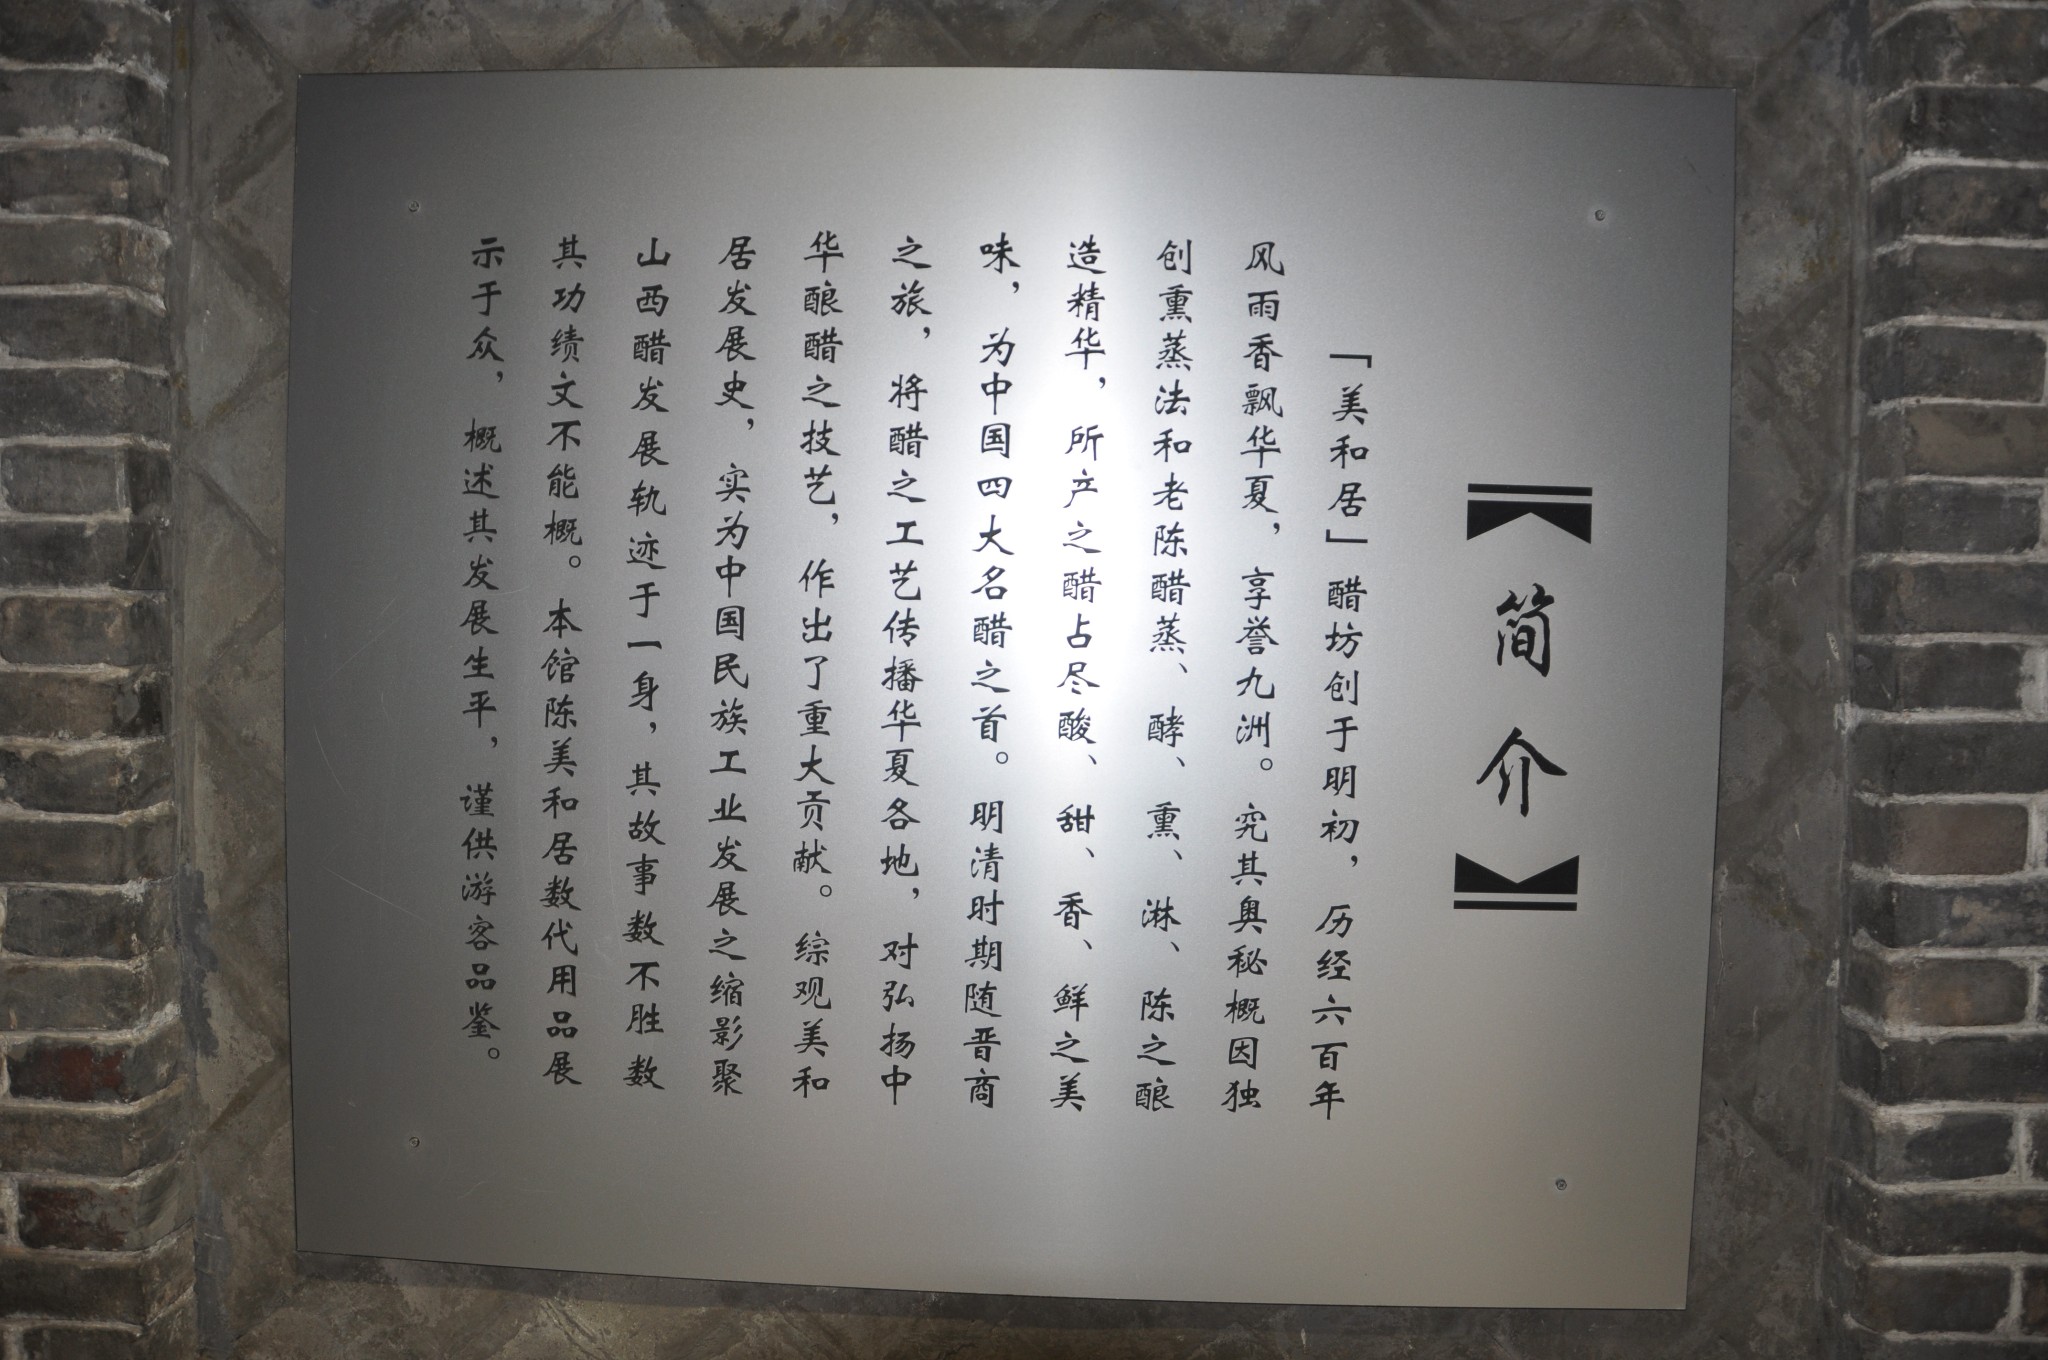 【简介】
「美和居」醋坊创于明初，历经六百年
风雨香飘华夏，享誉九洲。究其奥秘概因独
创熏蒸法和老陈醋蒸、酵、熏、淋、陈之酿
造精华，所产之醋占尽酸、甜、香、鲜之美
味，为中国四大名醋之首。明清时期随晋商
之旅，将醋之工艺传播华夏各地，对弘扬中
华酿醋之技艺，作出了重大贡献。综观美和
居发展史，实为中国民族工业发展之缩影聚
山西醋发展轨迹于一身，其故事数不胜数
其功绩文不能概。本馆陈美和居数代用品展
示于众，概述其发展生平，谨供游客品鉴。